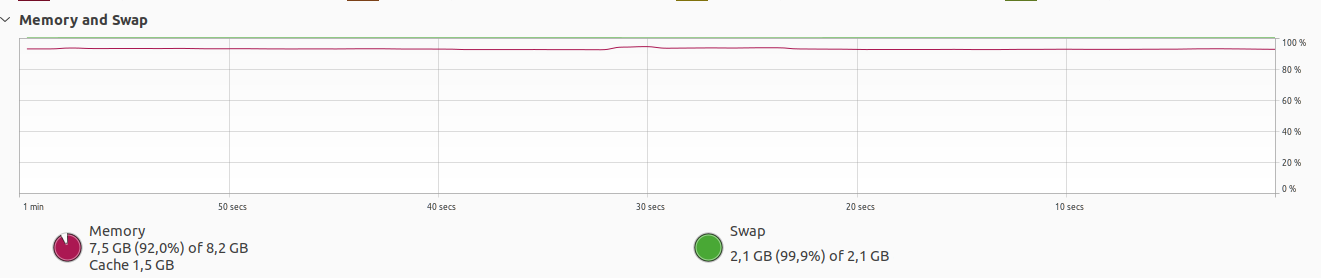 Memory and Swap
100 %
80 %
60 %
40 %
20 %
0 %
1 min 50 secs 40 secs 30 secs 20 secs 10 secs
Memory
7,5 GB (92,0%) of 8,2 GB
Cache 1,5 GB
Swap
2,1 GB (99,9%) of 2,1 GB